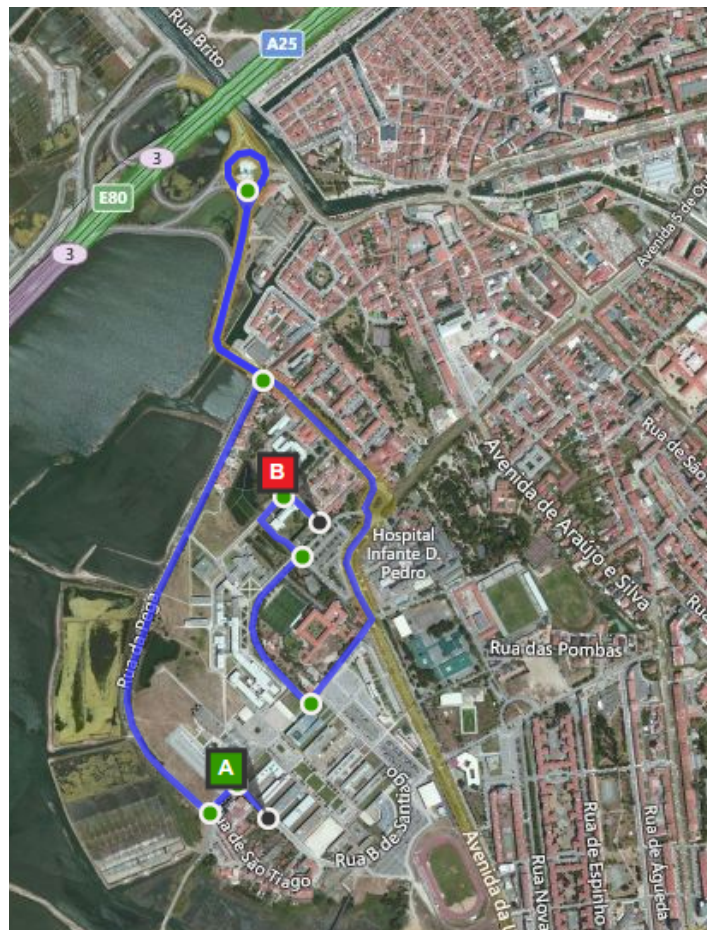 Rua Brito
A25
3
E80
3
Avenida 5 de Ou
Rua de São
Avenida de Araújo e Silva
B
Hospital
Infante D.
Pedro
Rua da Pega
Rua das Pombas
A
Rua B de Santiago
ua de São Tiago
Avenida da
Rua Nova
Rua de Espinho
Rua de Águeda